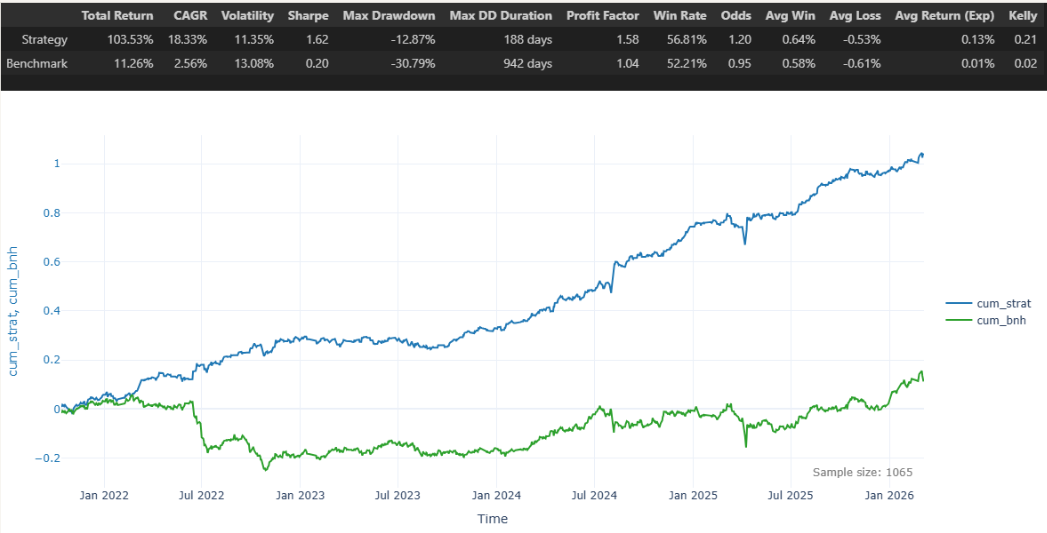 Total Return CAGR Volatility Sharpe Max Drawdown Max DD Duration Profit Factor Win Rate Odds Avg Win Avg Loss Avg Return (Exp) Kelly
Strategy 103.53% 18.33% 11.35% 1.62 -12.87% 188 days 1.58 56.81% 1.20 0.64% -0.53% 0.13% 0.21
Benchmark 11.26% 2.56% 13.08% 0.20 -30.79% 942 days 1.04 52.21% 0.95 0.58% -0.61% 0.01% 0.02
1
0.8
0.6
0.4
0.2
0
−0.2
cum_strat, cum_bnh
cum_strat
cum_bnh
Sample size: 1065
Jan 2022 Jul 2022 Jan 2023 Jul 2023 Jan 2024 Jul 2024 Jan 2025 Jul 2025 Jan 2026
Time